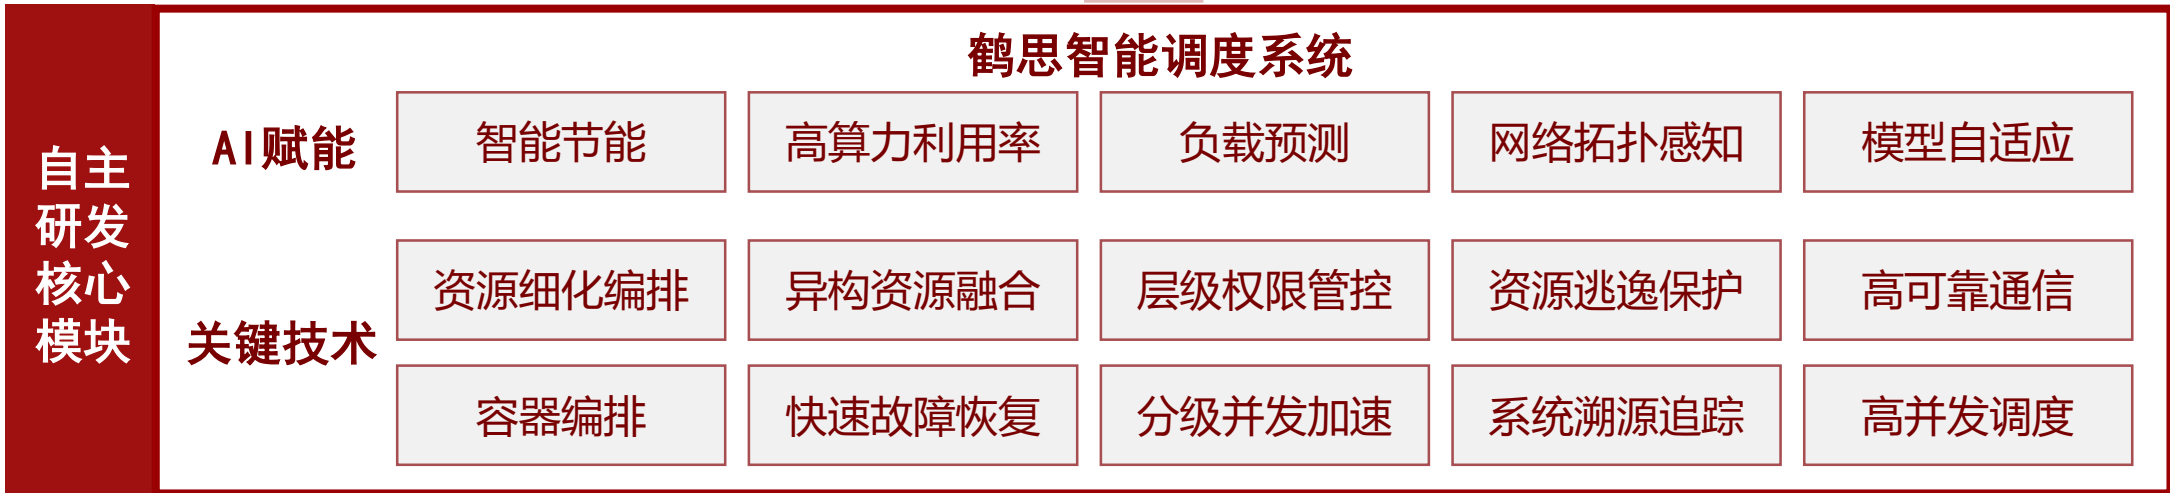 自主
研发
核心
模块
鹤思智能调度系统
AI赋能
智能节能
高算力利用率
负载预测
网络拓扑感知
模型自适应
关键技术
资源细化编排
异构资源融合
层级权限管控
资源逃逸保护
高可靠通信
容器编排
快速故障恢复
分级并发加速
系统溯源追踪
高并发调度